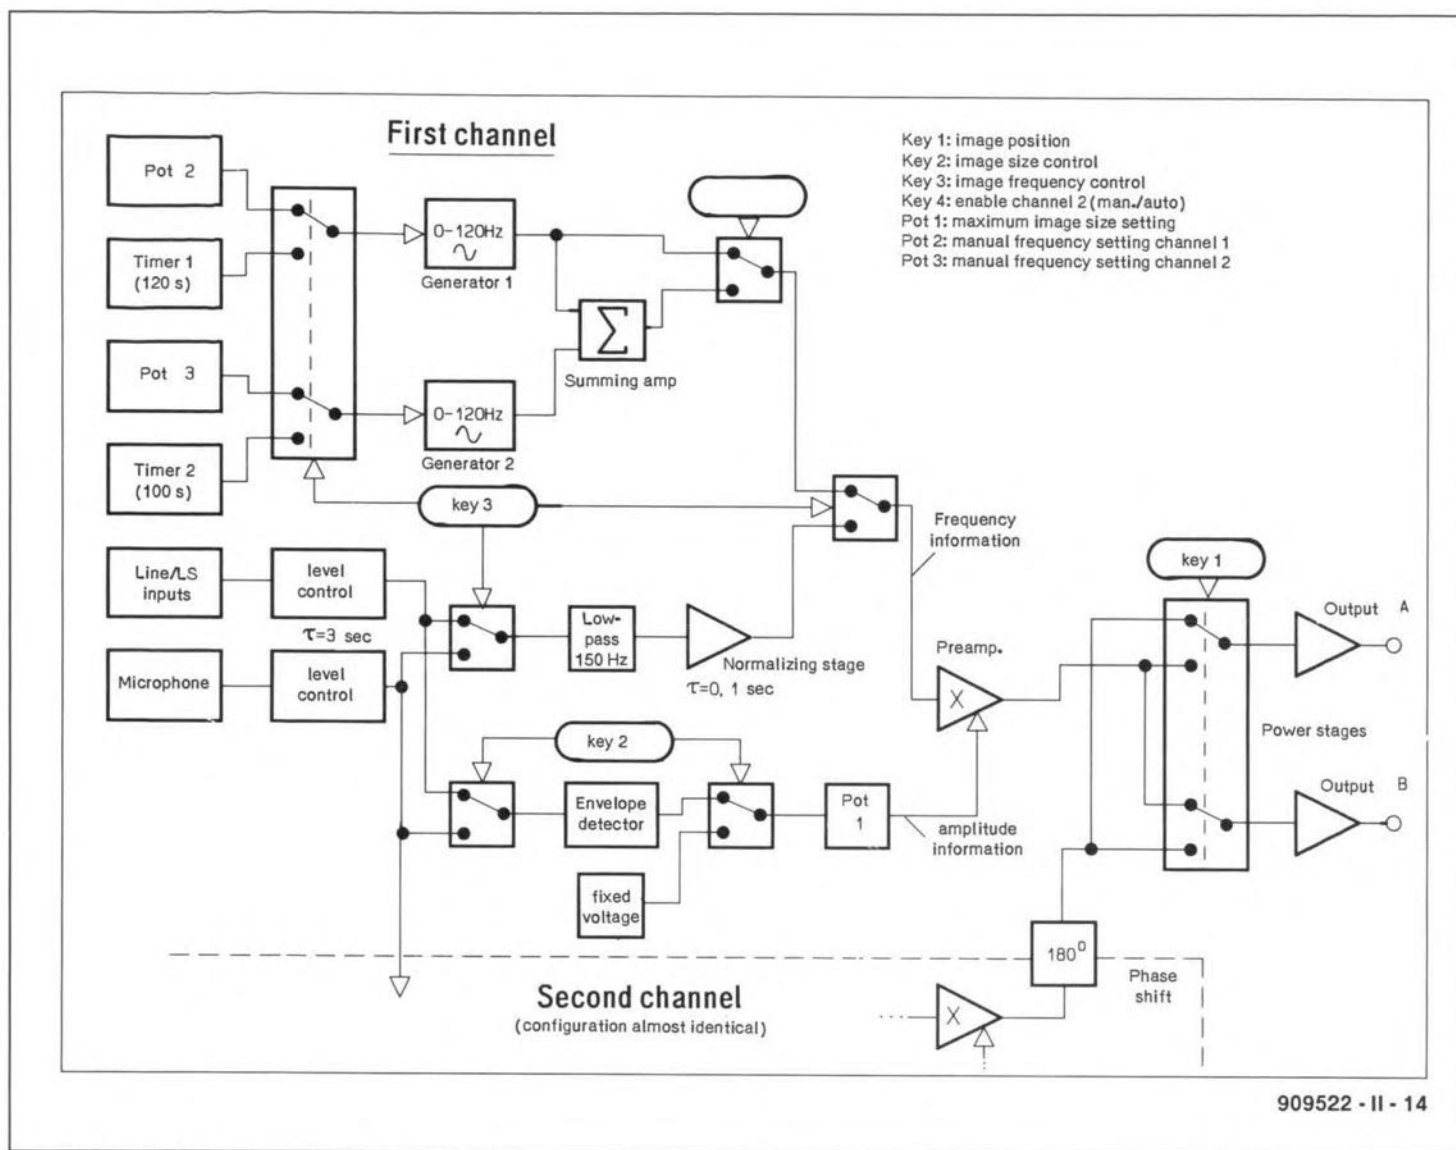 First channel
Key 1: image position
Key 2: image size control
Key 3: image frequency control
Key 4: enable channel 2 (man./auto)
Pot 1: maximum image size setting
Pot 2: manual frequency setting channel 1
Pot 3: manual frequency setting channel 2
Pot 2
Timer 1
(120 s)
Pot 3
Timer 2
(100 s)
0-120Hz
Generator 1
Σ
Summing amp
0-120Hz
Generator 2
key 3
Frequency
information
Line/LS
inputs
level
control
τ=3 sec
Microphone
level
control
Low-
pass
150 Hz
Normalizing stage
τ=0, 1 sec
Preamp.
X
key 1
Output A
Power stages
Output B
key 2
Envelope
detector
Pot
1
amplitude
information
fixed
voltage
180°
Phase
shift
Second channel
(configuration almost identical)
...
X
909522 - II - 14